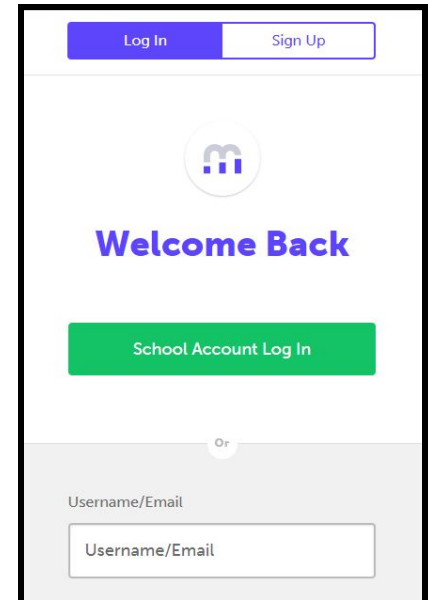 Log In Sign Up
Welcome Back
School Account Log In
Or
Username/Email
Username/Email